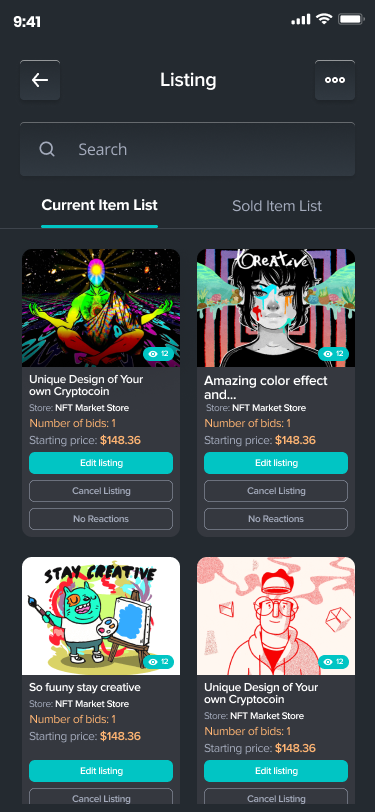 9:41
Listing
Search
Current Item List
Sold Item List
12
Unique Design of Your
own Cryptocoin
Store: NFT Market Store
Number of bids: 1
Starting price: $148.36
Edit listing
Cancel Listing
No Reactions
CREATIVE
12
Amazing color effect
and...
Store: NFT Market Store
Number of bids: 1
Starting price: $148.36
Edit listing
Cancel Listing
No Reactions
STAY CREATIVE
12
So fuuny stay creative
Store: NFT Market Store
Number of bids: 1
Starting price: $148.36
Edit listing
Cancel Listing
12
Unique Design of Your
own Cryptocoin
Store: NFT Market Store
Number of bids: 1
Starting price: $148.36
Edit listing
Cancel Listing